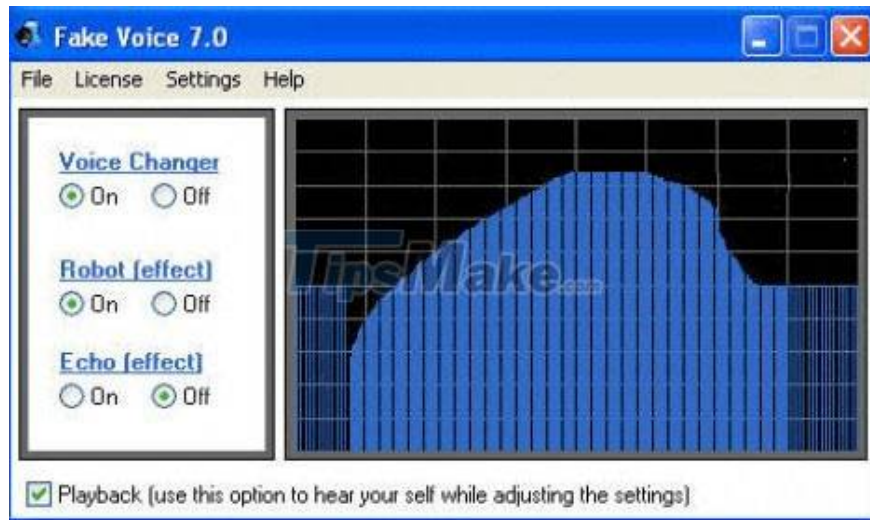 Fake Voice 7.0
File License Settings Help
Voice Changer
On Off
Robot (effect)
On Off
Echo (effect)
On Off
TipsMake.com
Playback (use this option to hear your self while adjusting the settings)